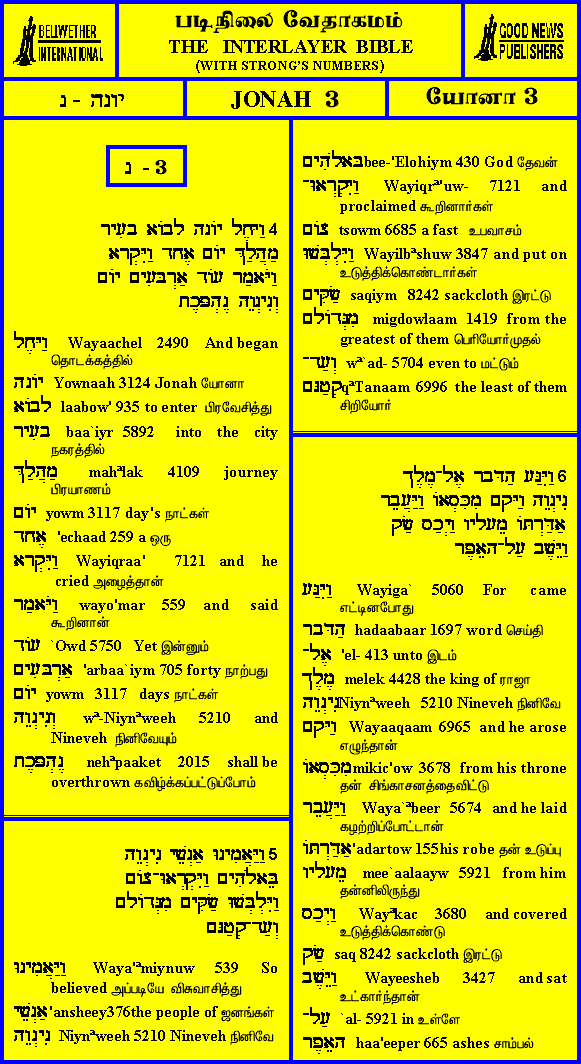 BELLWETHER
INTERNATIONAL
படிநிலை வேதாகமம்
THE INTERLAYER BIBLE
(WITH STRONG'S NUMBERS)
GOOD NEWS
PUBLISHERS
יונה - נ
JONAH 3
யோனா 3
נ - 3
4 וַיָּחֶל יוֹנָה לָבוֹא בָעִיר
מַהֲלַךְ יוֹם אֶחָד וַיִּקְרָא
וַיֹּאמַר עוֹד אַרְבָּעִים יוֹם
וְנִינְוֵה נֶהְפָּכֶת
וַיָּחֶל Wayaachel 2490 And began
தொடக்கத்தில்
יוֹנָה Yownaah 3124 Jonah யோனா
לָבוֹא laabow' 935 to enter பிரவேசித்து
בָעִיר baa`iyr 5892 into the city
நகரத்தில்
מַהֲלַךְ mahªlak 4109 journey
பிரயாணம்
יוֹם yowm 3117 day's நாட்கள்
אֶחָד 'echaad 259 a ஒரு
וַיִּקְרָא Wayiqraa' 7121 and he
cried அழைத்தான்
וַיֹּאמַר wayo'mar 559 and said
கூறினான்
עוֹד `Owd 5750 Yet இன்னும்
אַרְבָּעִים 'arbaa`iym 705 forty நாற்பது
יוֹם yowm 3117 days நாட்கள்
וְנִינְוֵה wª-Niynªweeh 5210 and
Nineveh நினிவேயும்
נֶהְפָּכֶת nehªpaaket 2015 shall be
overthrown கவிழ்க்கப்பட்டுப்போம்
5 וַיַּאֲמִינוּ אַנְשֵׁי נִינְוֵה
בֵּאלֹהִים וַיִּקְרְאוּ־צוֹם
וַיִּלְבְּשׁוּ שַׂקִּים מִגְּדוֹלָם
וְעַד־קְטַנָּם
וַיַּאֲמִינוּ Waya'ªmiynuw 539 So
believed அப்படியே விசுவாசித்து
אַנְשֵׁי 'ansheey376the people of ஜனங்கள்
נִינְוֵה Niynªweeh 5210 Nineveh நினிவே
בֵּאלֹהִים bee-'Elohiym 430 God தேவன்
וַיִּקְרְאוּ־ Wayiqrª'uw- 7121 and
proclaimed கூறினார்கள்
צוֹם tsowm 6685 a fast உபவாசம்
וַיִּלְבְּשׁוּ Wayilbªshuw 3847 and put on
உடுத்திக்கொண்டார்கள்
שַׂקִּים saqiym 8242 sackcloth இரட்டு
מִגְּדוֹלָם migdowlaam 1419 from the
greatest of them பெரியோர்முதல்
וְעַד־ wª`ad- 5704 even to மட்டும்
קְטַנָּם qªTanaam 6996 the least of them
சிறியோர்
6 וַיִּגַּע הַדָּבָר אֶל־מֶלֶךְ
נִינְוֵה וַיָּקָם מִכִּסְאוֹ וַיַּעֲבֵר
אַדַּרְתּוֹ מֵעָלָיו וַיְכַס שַׂק
וַיֵּשֶׁב עַל־הָאֵפֶר
וַיִּגַּע Wayiga` 5060 For came
எட்டினபோது
הַדָּבָר hadaabaar 1697 word செய்தி
אֶל־ 'el- 413 unto இடம்
מֶלֶךְ melek 4428 the king of ராஜா
נִינְוֵה Niynªweeh 5210 Nineveh நினிவே
וַיָּקָם Wayaaqaam 6965 and he arose
எழுந்தான்
מִכִּסְאוֹ mikic'ow 3678 from his throne
தன் சிங்காசனத்தைவிட்டு
וַיַּעֲבֵר Waya`ªbeer 5674 and he laid
கழற்றிப்போட்டான்
אַדַּרְתּוֹ 'adartow 155his robe தன் உடுப்பு
מֵעָלָיו mee`aalaayw 5921 from him
தன்னிலிருந்து
וַיְכַס Wayªkac 3680 and covered
உடுத்திக்கொண்டு
שַׂק saq 8242 sackcloth இரட்டு
וַיֵּשֶׁב Wayeesheb 3427 and sat
உட்கார்ந்தான்
עַל־ `al- 5921 in உள்ளே
הָאֵפֶר haa'eeper 665 ashes சாம்பல்